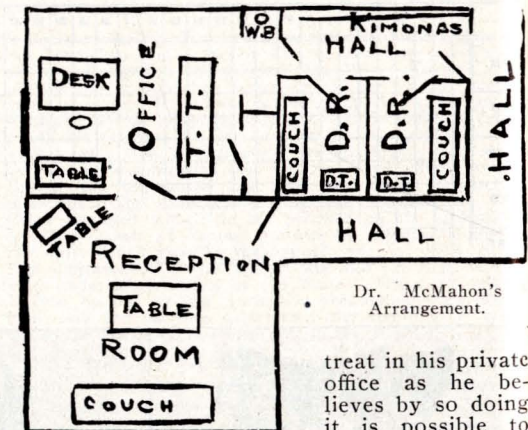 W.B
KIMONAS
HALL
DESK
OFFICE
T. T.
COUCH
D.R.
D.R.
COUCH
HALL
TABLE
D.T.
D.T.
TABLE
HALL
RECEPTION
TABLE
ROOM
COUCH
Dr. McMahon's
Arrangement.
treat in his private
office as he be-
lieves by so doing
it is possible to